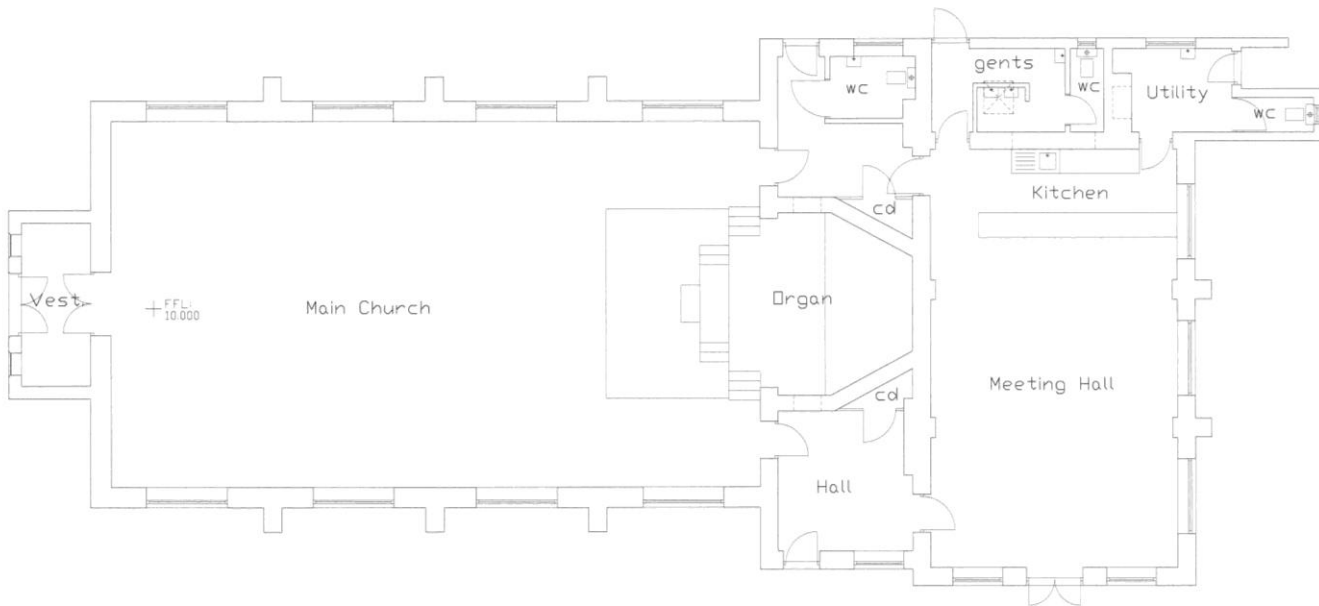 gents
wc
wc
Utility
wc
Kitchen
cd
Vest.
FFL:
10.000
Main Church
Organ
Meeting Hall
cd
Hall